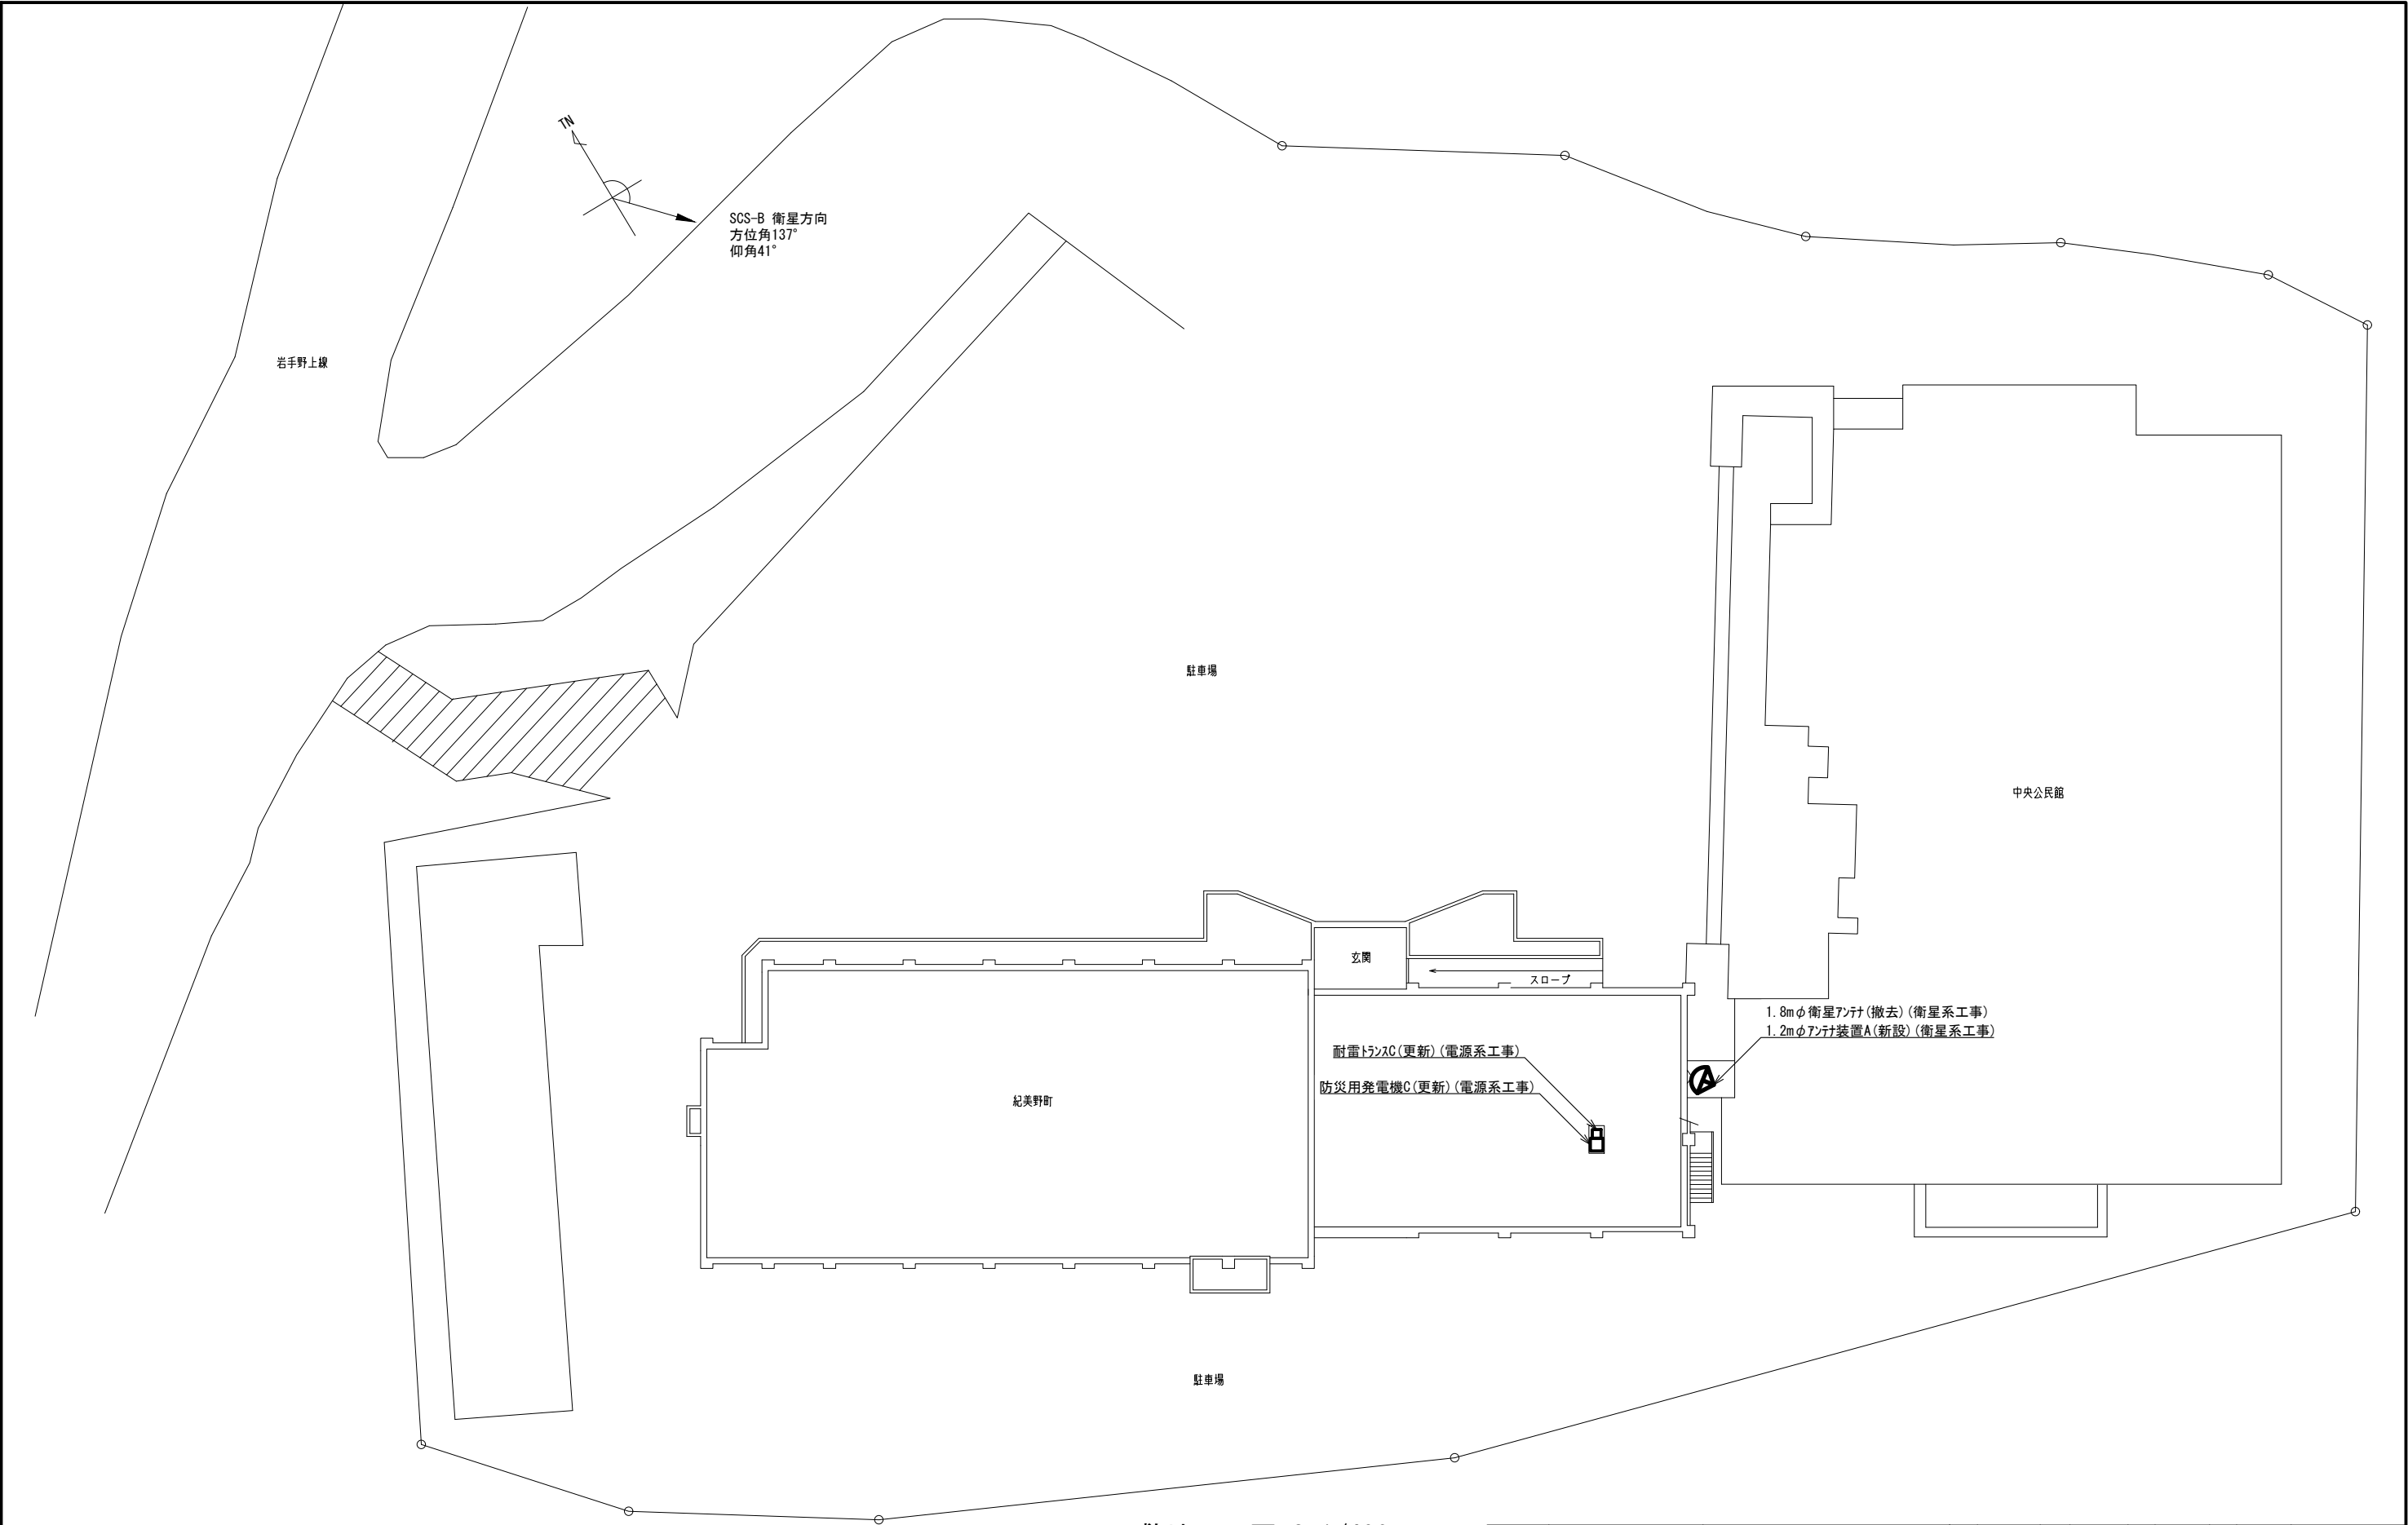 TN
SCS-B 衛星方向
方位角137°
仰角41°
岩手野上線
駐車場
中央公民館
玄関
スロープ
1.8mφ衛星ｱﾝﾃﾅ(撤去)(衛星系工事)
1.2mφｱﾝﾃﾅ装置A(新設)(衛星系工事)
耐雷ﾄﾗﾝｽC(更新)(電源系工事)
防災用発電機C(更新)(電源系工事)
紀美野町
駐車場